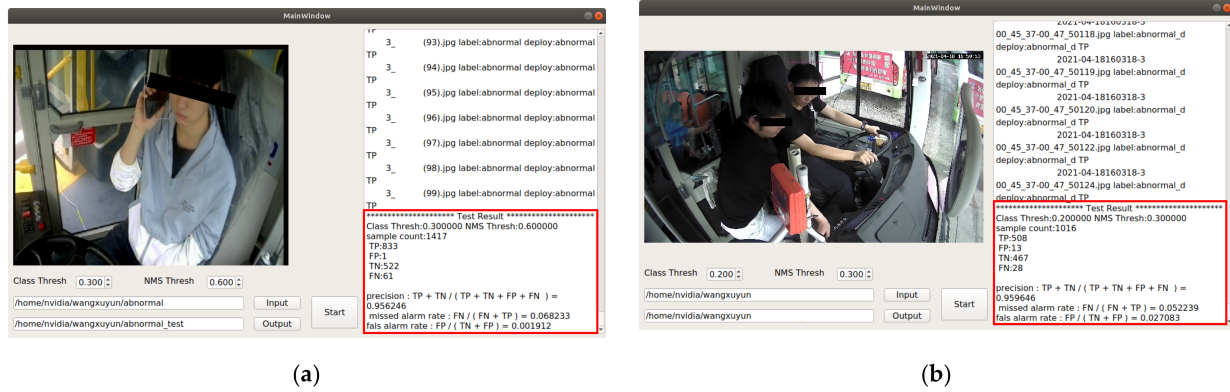 MainWindow
TP
3_ (93).jpg label:abnormal deploy:abnormal
TP
3_ (94).jpg label:abnormal deploy:abnormal
TP
3_ (95).jpg label:abnormal deploy:abnormal
TP
3_ (96).jpg label:abnormal deploy:abnormal
TP
3_ (97).jpg label:abnormal deploy:abnormal
TP
3_ (98).jpg label:abnormal deploy:abnormal
TP
3_ (99).jpg label:abnormal deploy:abnormal
TP
********************** Test Result **********************
Class Thresh:0.300000 NMS Thresh:0.600000
sample count:1417
TP:833
FP:1
TN:522
FN:61
precision : TP + TN / ( TP + TN + FP + FN ) =
0.956246
missed alarm rate : FN / ( FN + TP ) = 0.068233
fals alarm rate : FP / ( TN + FP ) = 0.001912
Class Thresh 0.300 NMS Thresh 0.600
/home/nvidia/wangxuyun/abnormal Input
Start
/home/nvidia/wangxuyun/abnormal_test Output
(a)
MainWindow
2021-04-18160318-3
00_45_37-00_47_50118.jpg label:abnormal_d
deploy:abnormal_d TP
2021-04-18160318-3
00_45_37-00_47_50119.jpg label:abnormal_d
deploy:abnormal_d TP
2021-04-18160318-3
00_45_37-00_47_50120.jpg label:abnormal_d
deploy:abnormal_d TP
2021-04-18160318-3
00_45_37-00_47_50122.jpg label:abnormal_d
deploy:abnormal_d TP
2021-04-18160318-3
00_45_37-00_47_50124.jpg label:abnormal_d
deploy:abnormal_d TP
********************** Test Result **********************
Class Thresh:0.200000 NMS Thresh:0.300000
sample count:1016
TP:508
FP:13
TN:467
FN:28
precision : TP + TN / ( TP + TN + FP + FN ) =
0.959646
missed alarm rate : FN / ( FN + TP ) = 0.052239
fals alarm rate : FP / ( TN + FP ) = 0.027083
Class Thresh 0.200 NMS Thresh 0.300
/home/nvidia/wangxuyun Input
Start
/home/nvidia/wangxuyun Output
(b)